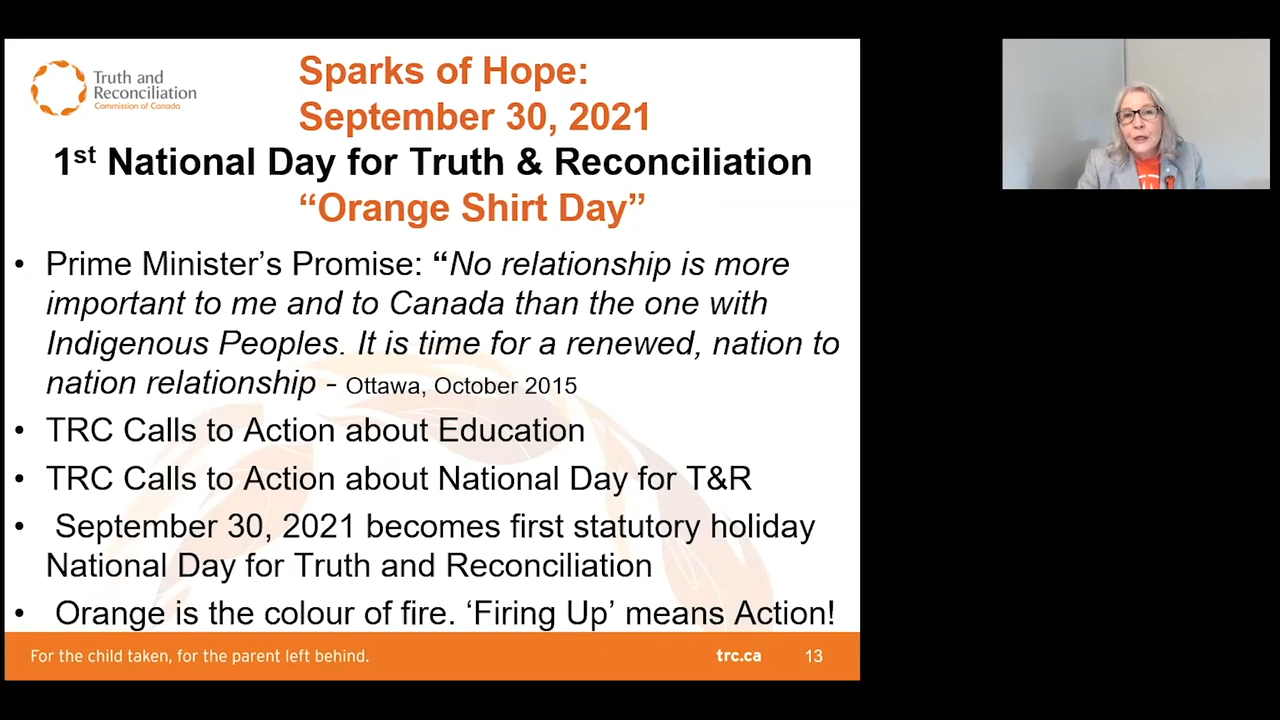 Truth and
Reconciliation
Commission of Canada
Sparks of Hope:
September 30, 2021
1st National Day for Truth & Reconciliation
“Orange Shirt Day”
• Prime Minister’s Promise: “No relationship is more
important to me and to Canada than the one with
Indigenous Peoples. It is time for a renewed, nation to
nation relationship - Ottawa, October 2015
• TRC Calls to Action about Education
• TRC Calls to Action about National Day for T&R
• September 30, 2021 becomes first statutory holiday
National Day for Truth and Reconciliation
• Orange is the colour of fire. ‘Firing Up’ means Action!
For the child taken, for the parent left behind.
trc.ca 13